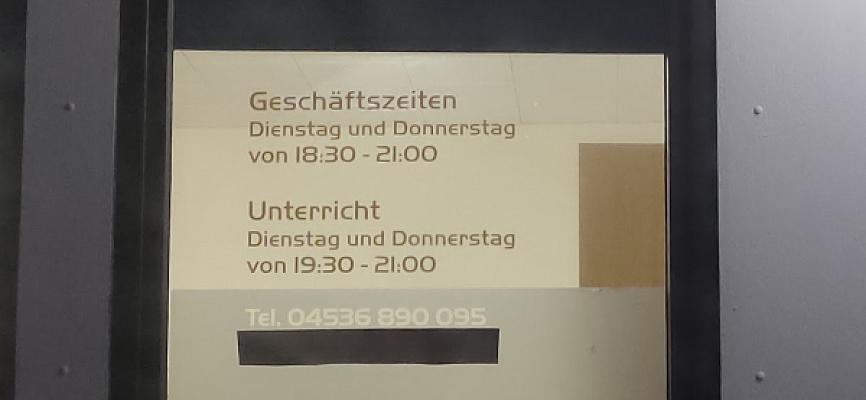 Geschäftszeiten
Dienstag und Donnerstag
von 18:30 - 21:00
Unterricht
Dienstag und Donnerstag
von 19:30 - 21:00
Tel. 04536 890 095